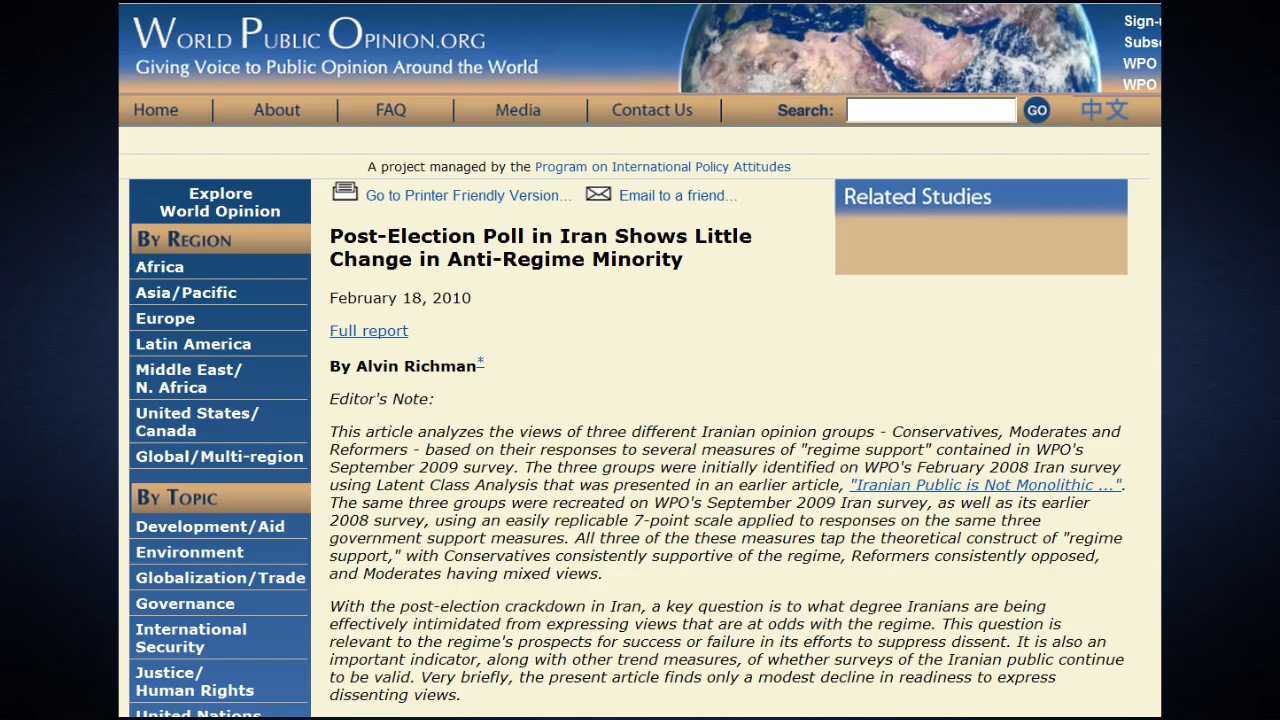 WORLD PUBLIC OPINION.ORG
Giving Voice to Public Opinion Around the World
Sign-
Subsc
WPO
WPO
Home
About
FAQ
Media
Contact Us
Search:
GO
中文
A project managed by the Program on International Policy Attitudes
Explore
World Opinion
BY REGION
Africa
Asia/Pacific
Europe
Latin America
Middle East/
N. Africa
United States/
Canada
Global/Multi-region
BY TOPIC
Development/Aid
Environment
Globalization/Trade
Governance
International
Security
Justice/
Human Rights
United Nations
Go to Printer Friendly Version...
Email to a friend...
Post-Election Poll in Iran Shows Little
Change in Anti-Regime Minority
February 18, 2010
Full report
By Alvin Richman*
Editor's Note:
This article analyzes the views of three different Iranian opinion groups - Conservatives, Moderates and
Reformers - based on their responses to several measures of "regime support" contained in WPO's
September 2009 survey. The three groups were initially identified on WPO's February 2008 Iran survey
using Latent Class Analysis that was presented in an earlier article, "Iranian Public is Not Monolithic ...".
The same three groups were recreated on WPO's September 2009 Iran survey, as well as its earlier
2008 survey, using an easily replicable 7-point scale applied to responses on the same three
government support measures. All three of the these measures tap the theoretical construct of "regime
support," with Conservatives consistently supportive of the regime, Reformers consistently opposed,
and Moderates having mixed views.
With the post-election crackdown in Iran, a key question is to what degree Iranians are being
effectively intimidated from expressing views that are at odds with the regime. This question is
relevant to the regime's prospects for success or failure in its efforts to suppress dissent. It is also an
important indicator, along with other trend measures, of whether surveys of the Iranian public continue
to be valid. Very briefly, the present article finds only a modest decline in readiness to express
dissenting views.
Related Studies